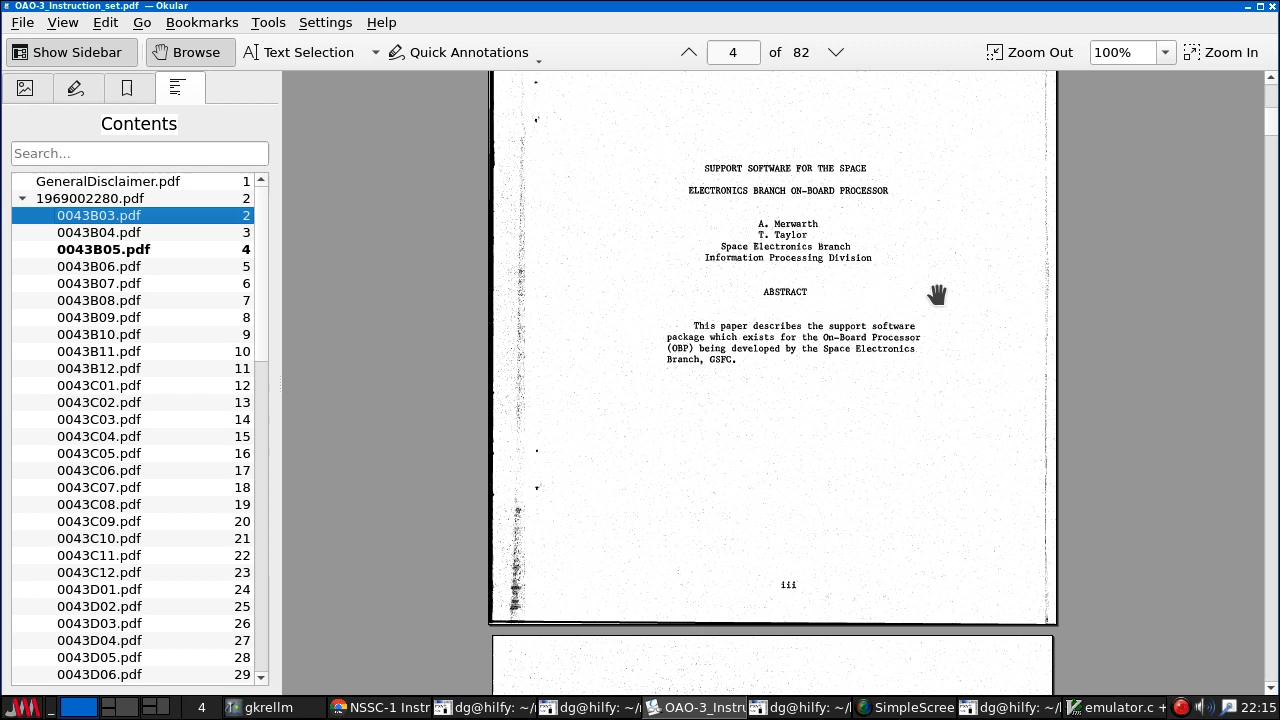 OAO-3_Instruction_set.pdf — Okular
File View Edit Go Bookmarks Tools Settings Help
Show Sidebar Browse Text Selection Quick Annotations 4 of 82 Zoom Out 100% Zoom In
Contents
Search...
GeneralDisclaimer.pdf 1
1969002280.pdf 2
0043B03.pdf 2
0043B04.pdf 3
0043B05.pdf 4
0043B06.pdf 5
0043B07.pdf 6
0043B08.pdf 7
0043B09.pdf 8
0043B10.pdf 9
0043B11.pdf 10
0043B12.pdf 11
0043C01.pdf 12
0043C02.pdf 13
0043C03.pdf 14
0043C04.pdf 15
0043C05.pdf 16
0043C06.pdf 17
0043C07.pdf 18
0043C08.pdf 19
0043C09.pdf 20
0043C10.pdf 21
0043C11.pdf 22
0043C12.pdf 23
0043D01.pdf 24
0043D02.pdf 25
0043D03.pdf 26
0043D04.pdf 27
0043D05.pdf 28
0043D06.pdf 29
SUPPORT SOFTWARE FOR THE SPACE
ELECTRONICS BRANCH ON-BOARD PROCESSOR
A. Merwarth
T. Taylor
Space Electronics Branch
Information Processing Division
ABSTRACT
This paper describes the support software
package which exists for the On-Board Processor
(OBP) being developed by the Space Electronics
Branch, GSFC.
iii
4 gkrellm NSSC-1 Instr dg@hilfy: ~/ dg@hilfy: ~/ OAO-3_Instru dg@hilfy: ~/ SimpleScree dg@hilfy: ~/ emulator.c + 22:15